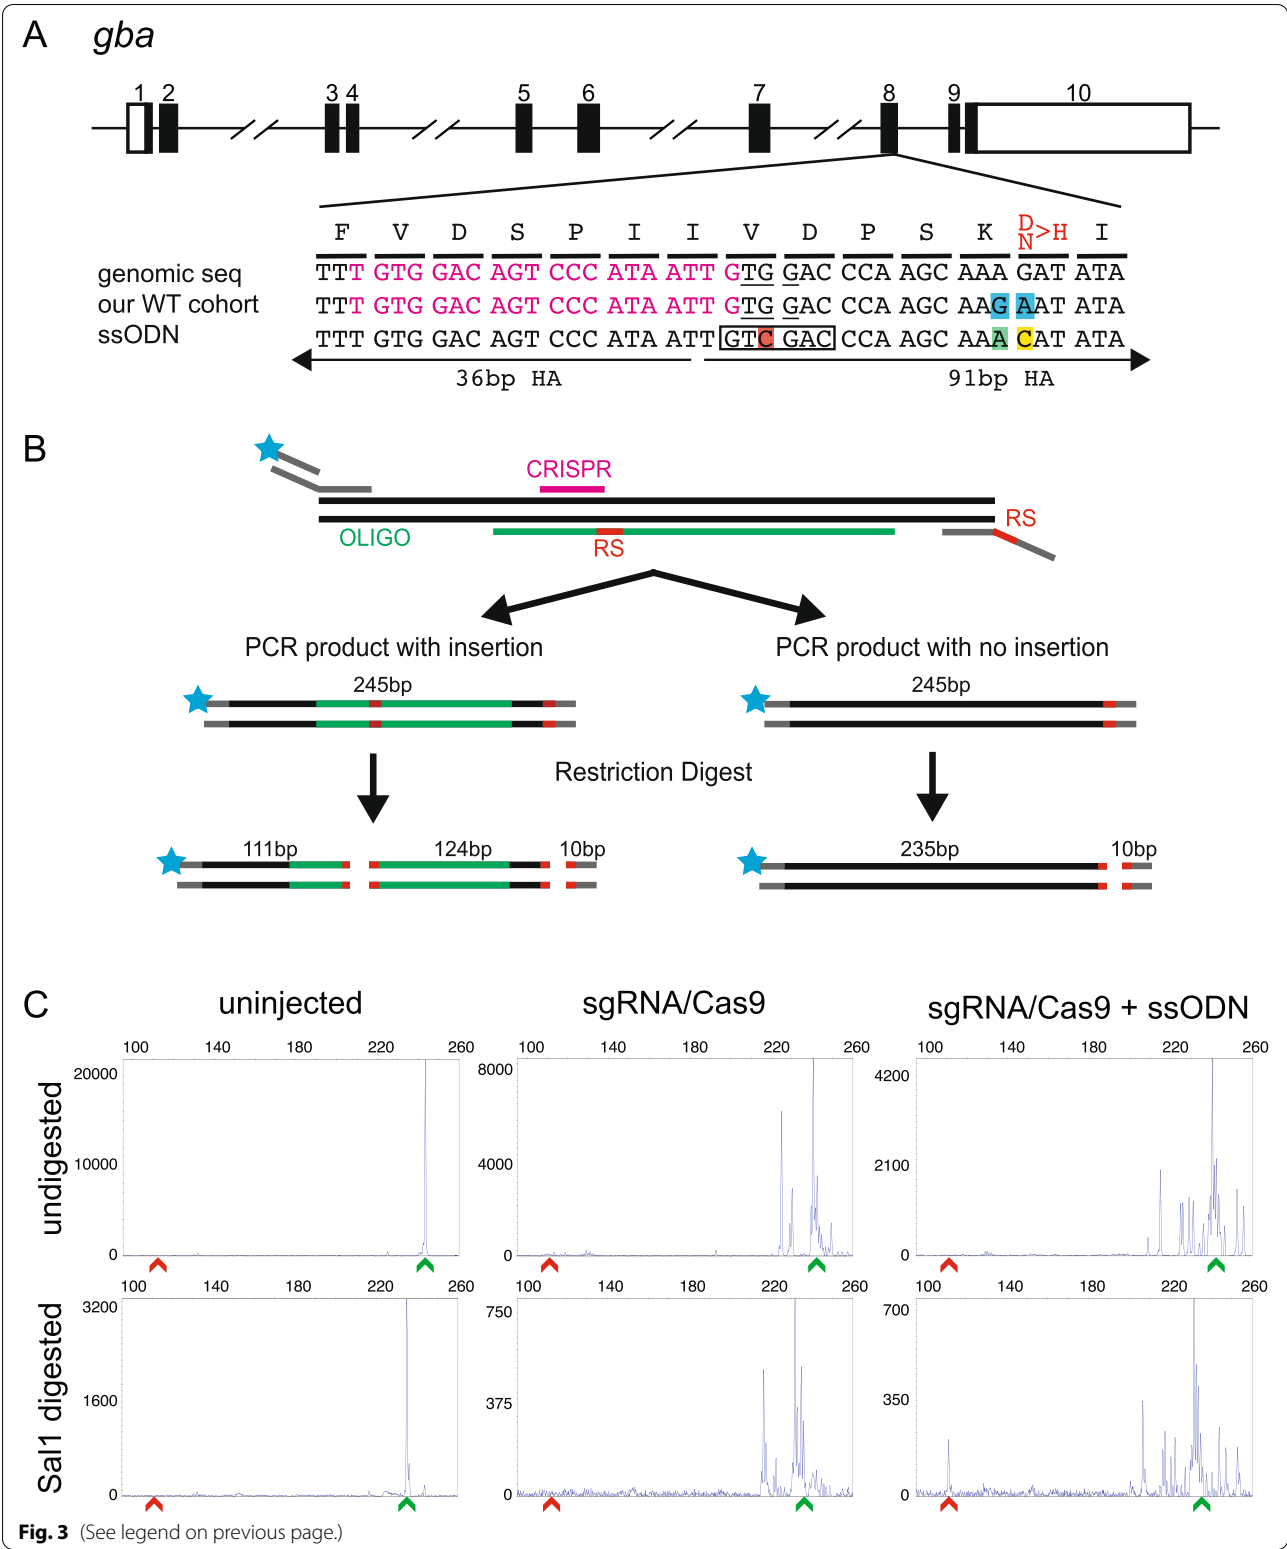 A gba
1 2 3 4 5 6 7 8 9 10
F V D S P I I V D P S K D/N>H I
genomic seq TTT GTG GAC AGT CCC ATA ATT GTG GAC CCA AGC AAA GAT ATA
our WT cohort TTT GTG GAC AGT CCC ATA ATT GTG GAC CCA AGC AAG AAT ATA
ssODN TTT GTG GAC AGT CCC ATA ATT GTC GAC CCA AGC AAA CAT ATA
36bp HA 91bp HA
B
CRISPR
RS
OLIGO
RS
PCR product with insertion PCR product with no insertion
245bp 245bp
Restriction Digest
111bp 124bp 10bp 235bp 10bp
C uninjected sgRNA/Cas9 sgRNA/Cas9 + ssODN
100 140 180 220 260 100 140 180 220 260 100 140 180 220 260
undigested
20000 8000 4200
10000 4000 2100
0 0 0
100 140 180 220 260 100 140 180 220 260 100 140 180 220 260
Sal1 digested
3200 750 700
1600 375 350
0 0 0
Fig. 3 (See legend on previous page.)